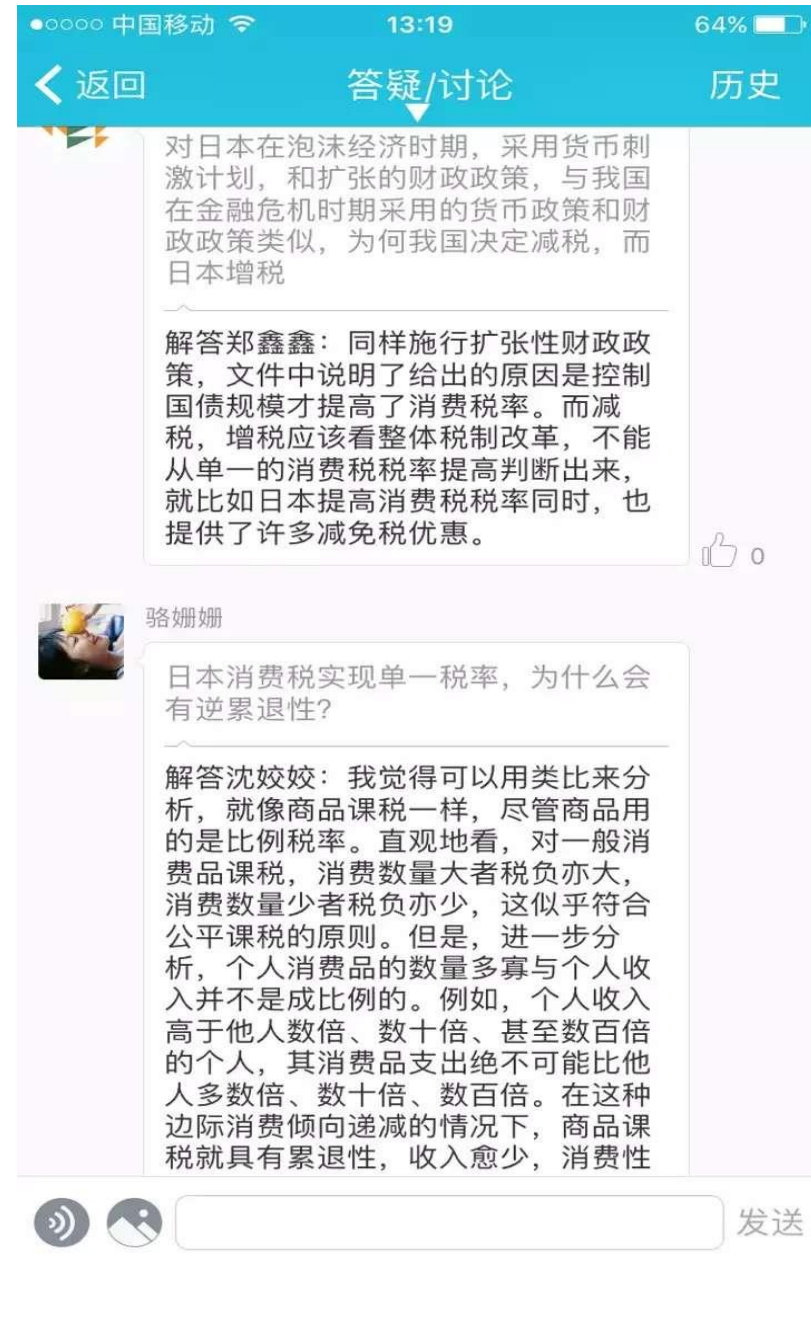 中国移动 13:19 64%
返回 答疑/讨论 历史
对日本在泡沫经济时期，采用货币刺
激计划，和扩张的财政政策，与我国
在金融危机时期采用的货币政策和财
政政策类似，为何我国决定减税，而
日本增税
解答郑鑫鑫：同样施行扩张性财政政
策，文件中说明了给出的原因是控制
国债规模才提高了消费税率。而减
税，增税应该看整体税制改革，不能
从单一的消费税税率提高判断出来，
就比如日本提高消费税税率同时，也
提供了许多减免税优惠。
0
骆姗姗
日本消费税实现单一税率，为什么会
有逆累退性?
解答沈姣姣：我觉得可以用类比来分
析，就像商品课税一样，尽管商品用
的是比例税率。直观地看，对一般消
费品课税，消费数量大者税负亦大，
消费数量少者税负亦少，这似乎符合
公平课税的原则。但是，进一步分
析，个人消费品的数量多寡与个人收
入并不是成比例的。例如，个人收入
高于他人数倍、数十倍、甚至数百倍
的个人，其消费品支出绝不可能比他
人多数倍、数十倍、数百倍。在这种
边际消费倾向递减的情况下，商品课
税就具有累退性，收入愈少，消费性
发送